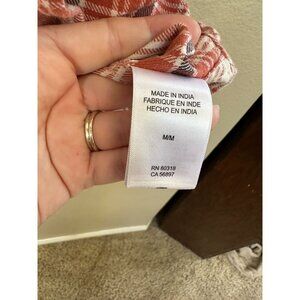 MADE IN INDIA
FABRIQUE EN INDE
HECHO EN INDIA
M/M
RN 80318
CA 56897